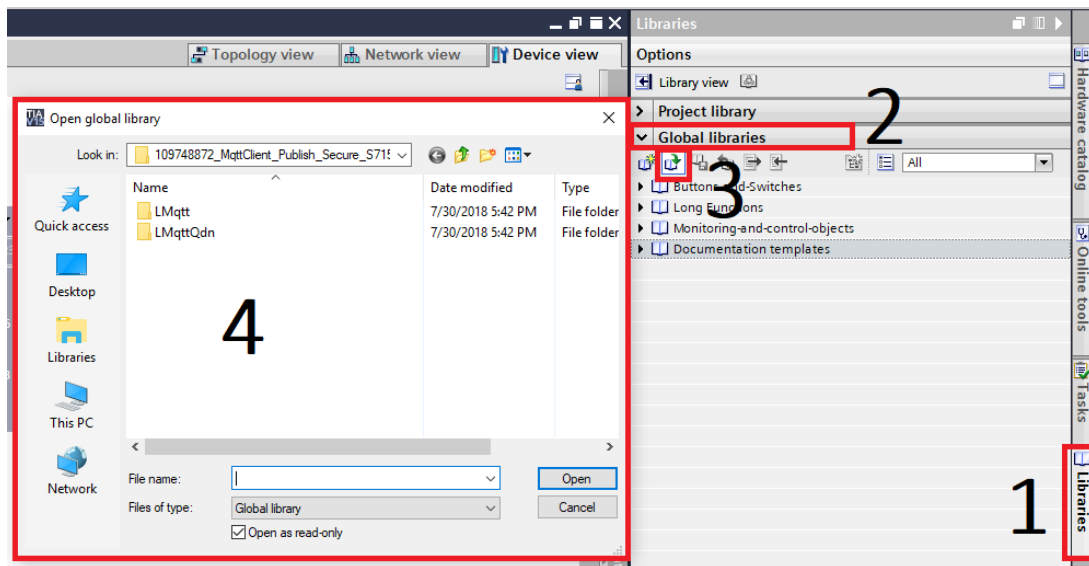 Libraries
Topology view
Network view
Device view
Options
Library view
Project library
Global libraries
2
All
3
Buttons-and-Switches
Long Functions
Monitoring-and-control-objects
Documentation templates
Open global library
Look in:
109748872_MqttClient_Publish_Secure_S715
Name
Date modified
Type
LMqtt
7/30/2018 5:42 PM
File folder
LMqttQdn
7/30/2018 5:42 PM
File folder
Quick access
Desktop
Libraries
This PC
Network
4
File name:
Open
Files of type:
Global library
Cancel
Open as read-only
Hardware catalog
Online tools
Tasks
Libraries
1